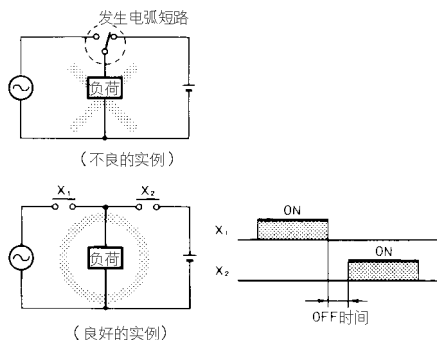 发生电弧短路
负荷
（不良的实例）
X₁ X₂
负荷
（良好的实例）
ON
X₁
ON
X₂
OFF时间